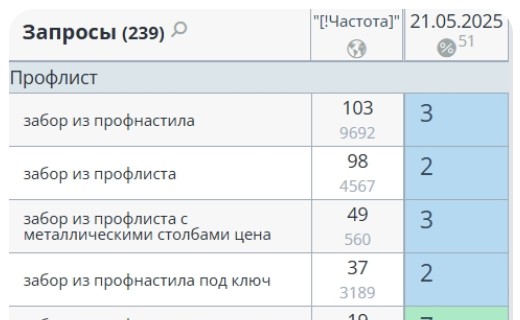 Запросы (239)
"[!Частота]"
21.05.2025
% 51
Профлист
забор из профнастила
103
9692
3
забор из профлиста
98
4567
2
забор из профлиста с
металлическими столбами цена
49
560
3
забор из профнастила под ключ
37
3189
2